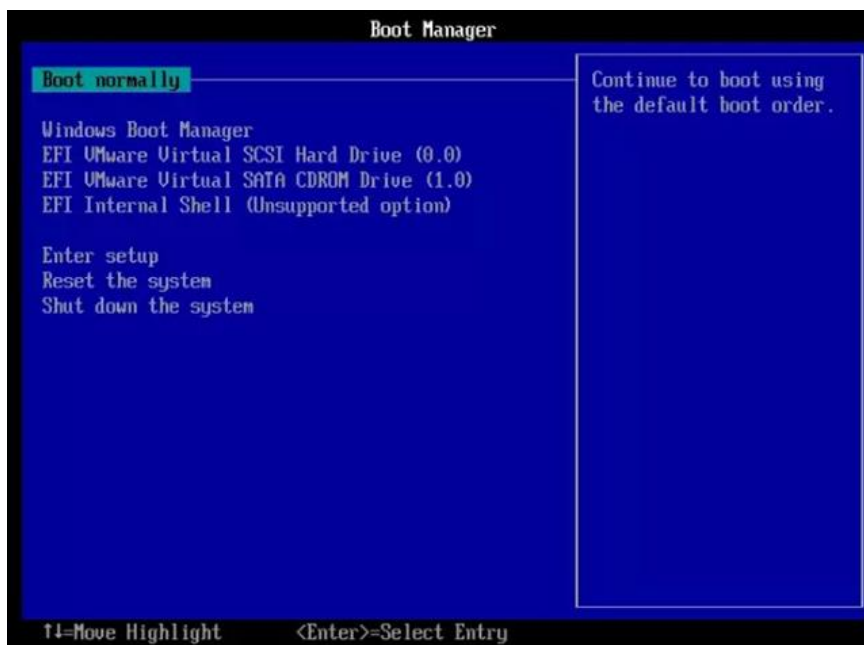 Boot Manager
Boot normally
Continue to boot using
the default boot order.
Windows Boot Manager
EFI VMware Virtual SCSI Hard Drive (0.0)
EFI VMware Virtual SATA CDROM Drive (1.0)
EFI Internal Shell (Unsupported option)
Enter setup
Reset the system
Shut down the system
↑↓=Move Highlight <Enter>=Select Entry